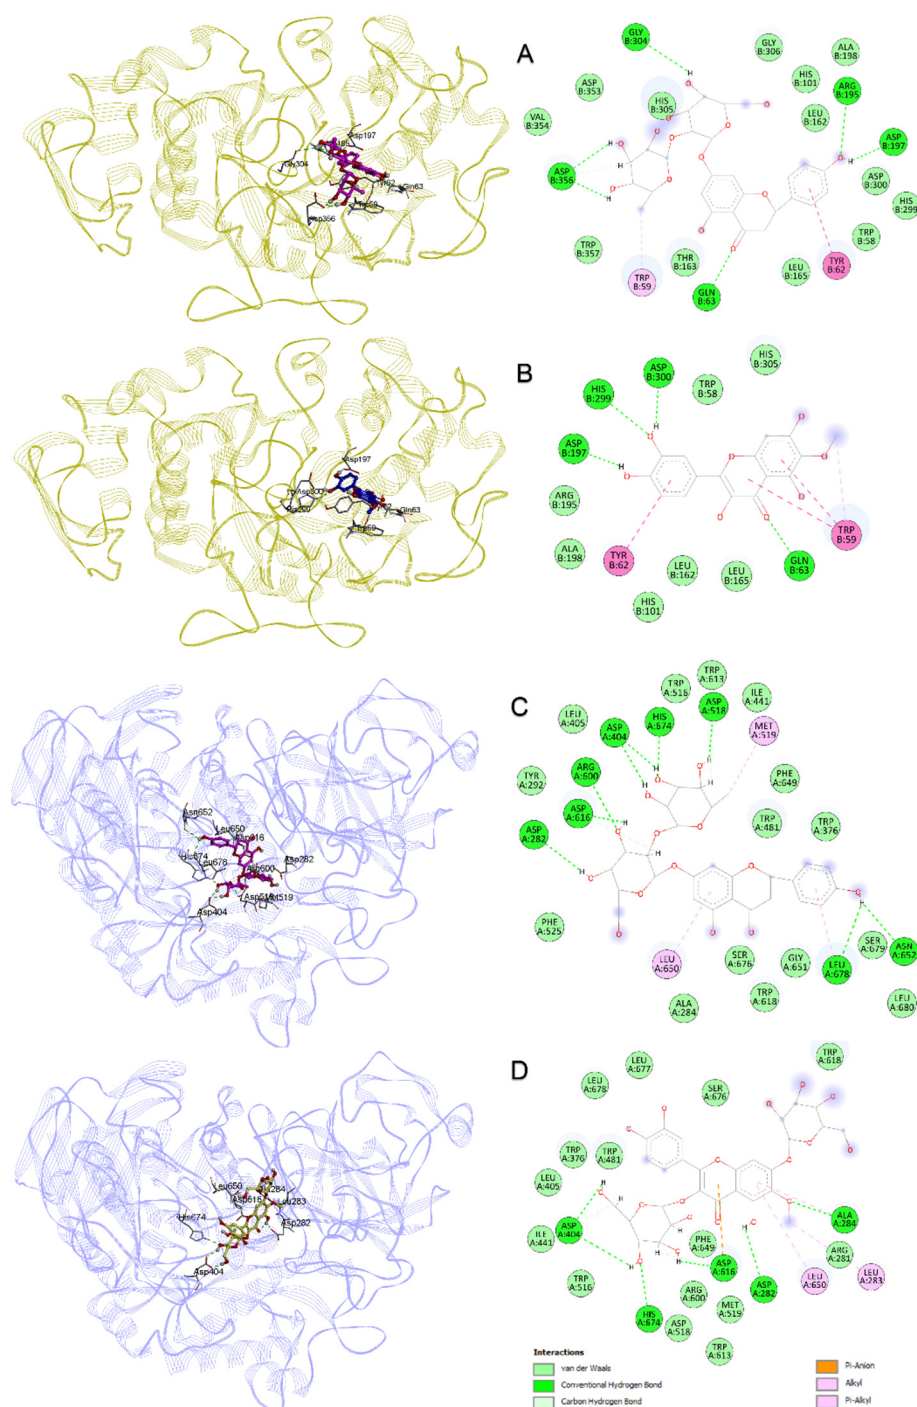 A
GLY
B:304
GLY
B:306
ALA
B:198
ASP
B:353
HIS
B:305
HIS
B:101
ARG
B:195
VAL
B:354
LEU
B:162
ASP
B:197
ASP
B:356
ASP
B:300
HIS
B:299
TRP
B:357
THR
B:163
TRP
B:58
TRP
B:59
GLN
B:63
LEU
B:165
TYR
B:62
Asp197
Gly304
Gln63
Asp356
B
HIS
B:305
ASP
B:300
TRP
B:58
HIS
B:299
ASP
B:197
ARG
B:195
ALA
B:198
TYR
B:62
LEU
B:162
LEU
B:165
GLN
B:63
TRP
B:59
HIS
B:101
Asp197
Asp300
Gln63
C
TRP
A:516
TRP
A:613
ILE
A:441
LEU
A:405
ASP
A:404
HIS
A:674
ASP
A:518
MET
A:519
TYR
A:292
ARG
A:600
PHE
A:649
ASP
A:616
TRP
A:481
TRP
A:376
ASP
A:282
PHE
A:525
LEU
A:650
SER
A:676
GLY
A:651
LEU
A:678
SER
A:679
ASN
A:652
ALA
A:284
TRP
A:618
LEU
A:680
Asn652
Leu650
Leu678
Asp282
Asp404
D
LEU
A:678
LEU
A:677
SER
A:676
TRP
A:618
TRP
A:376
TRP
A:481
LEU
A:405
ILE
A:441
ASP
A:404
PHE
A:649
ASP
A:616
ALA
A:284
ARG
A:281
TRP
A:516
ARG
A:600
MET
A:519
ASP
A:282
LEU
A:650
LEU
A:283
HIS
A:674
ASP
A:518
TRP
A:613
Leu650
Asp616
Leu283
His674
Asp282
Asp404
Interactions
van der Waals
Conventional Hydrogen Bond
Carbon Hydrogen Bond
Pi-Anion
Alkyl
Pi-Alkyl